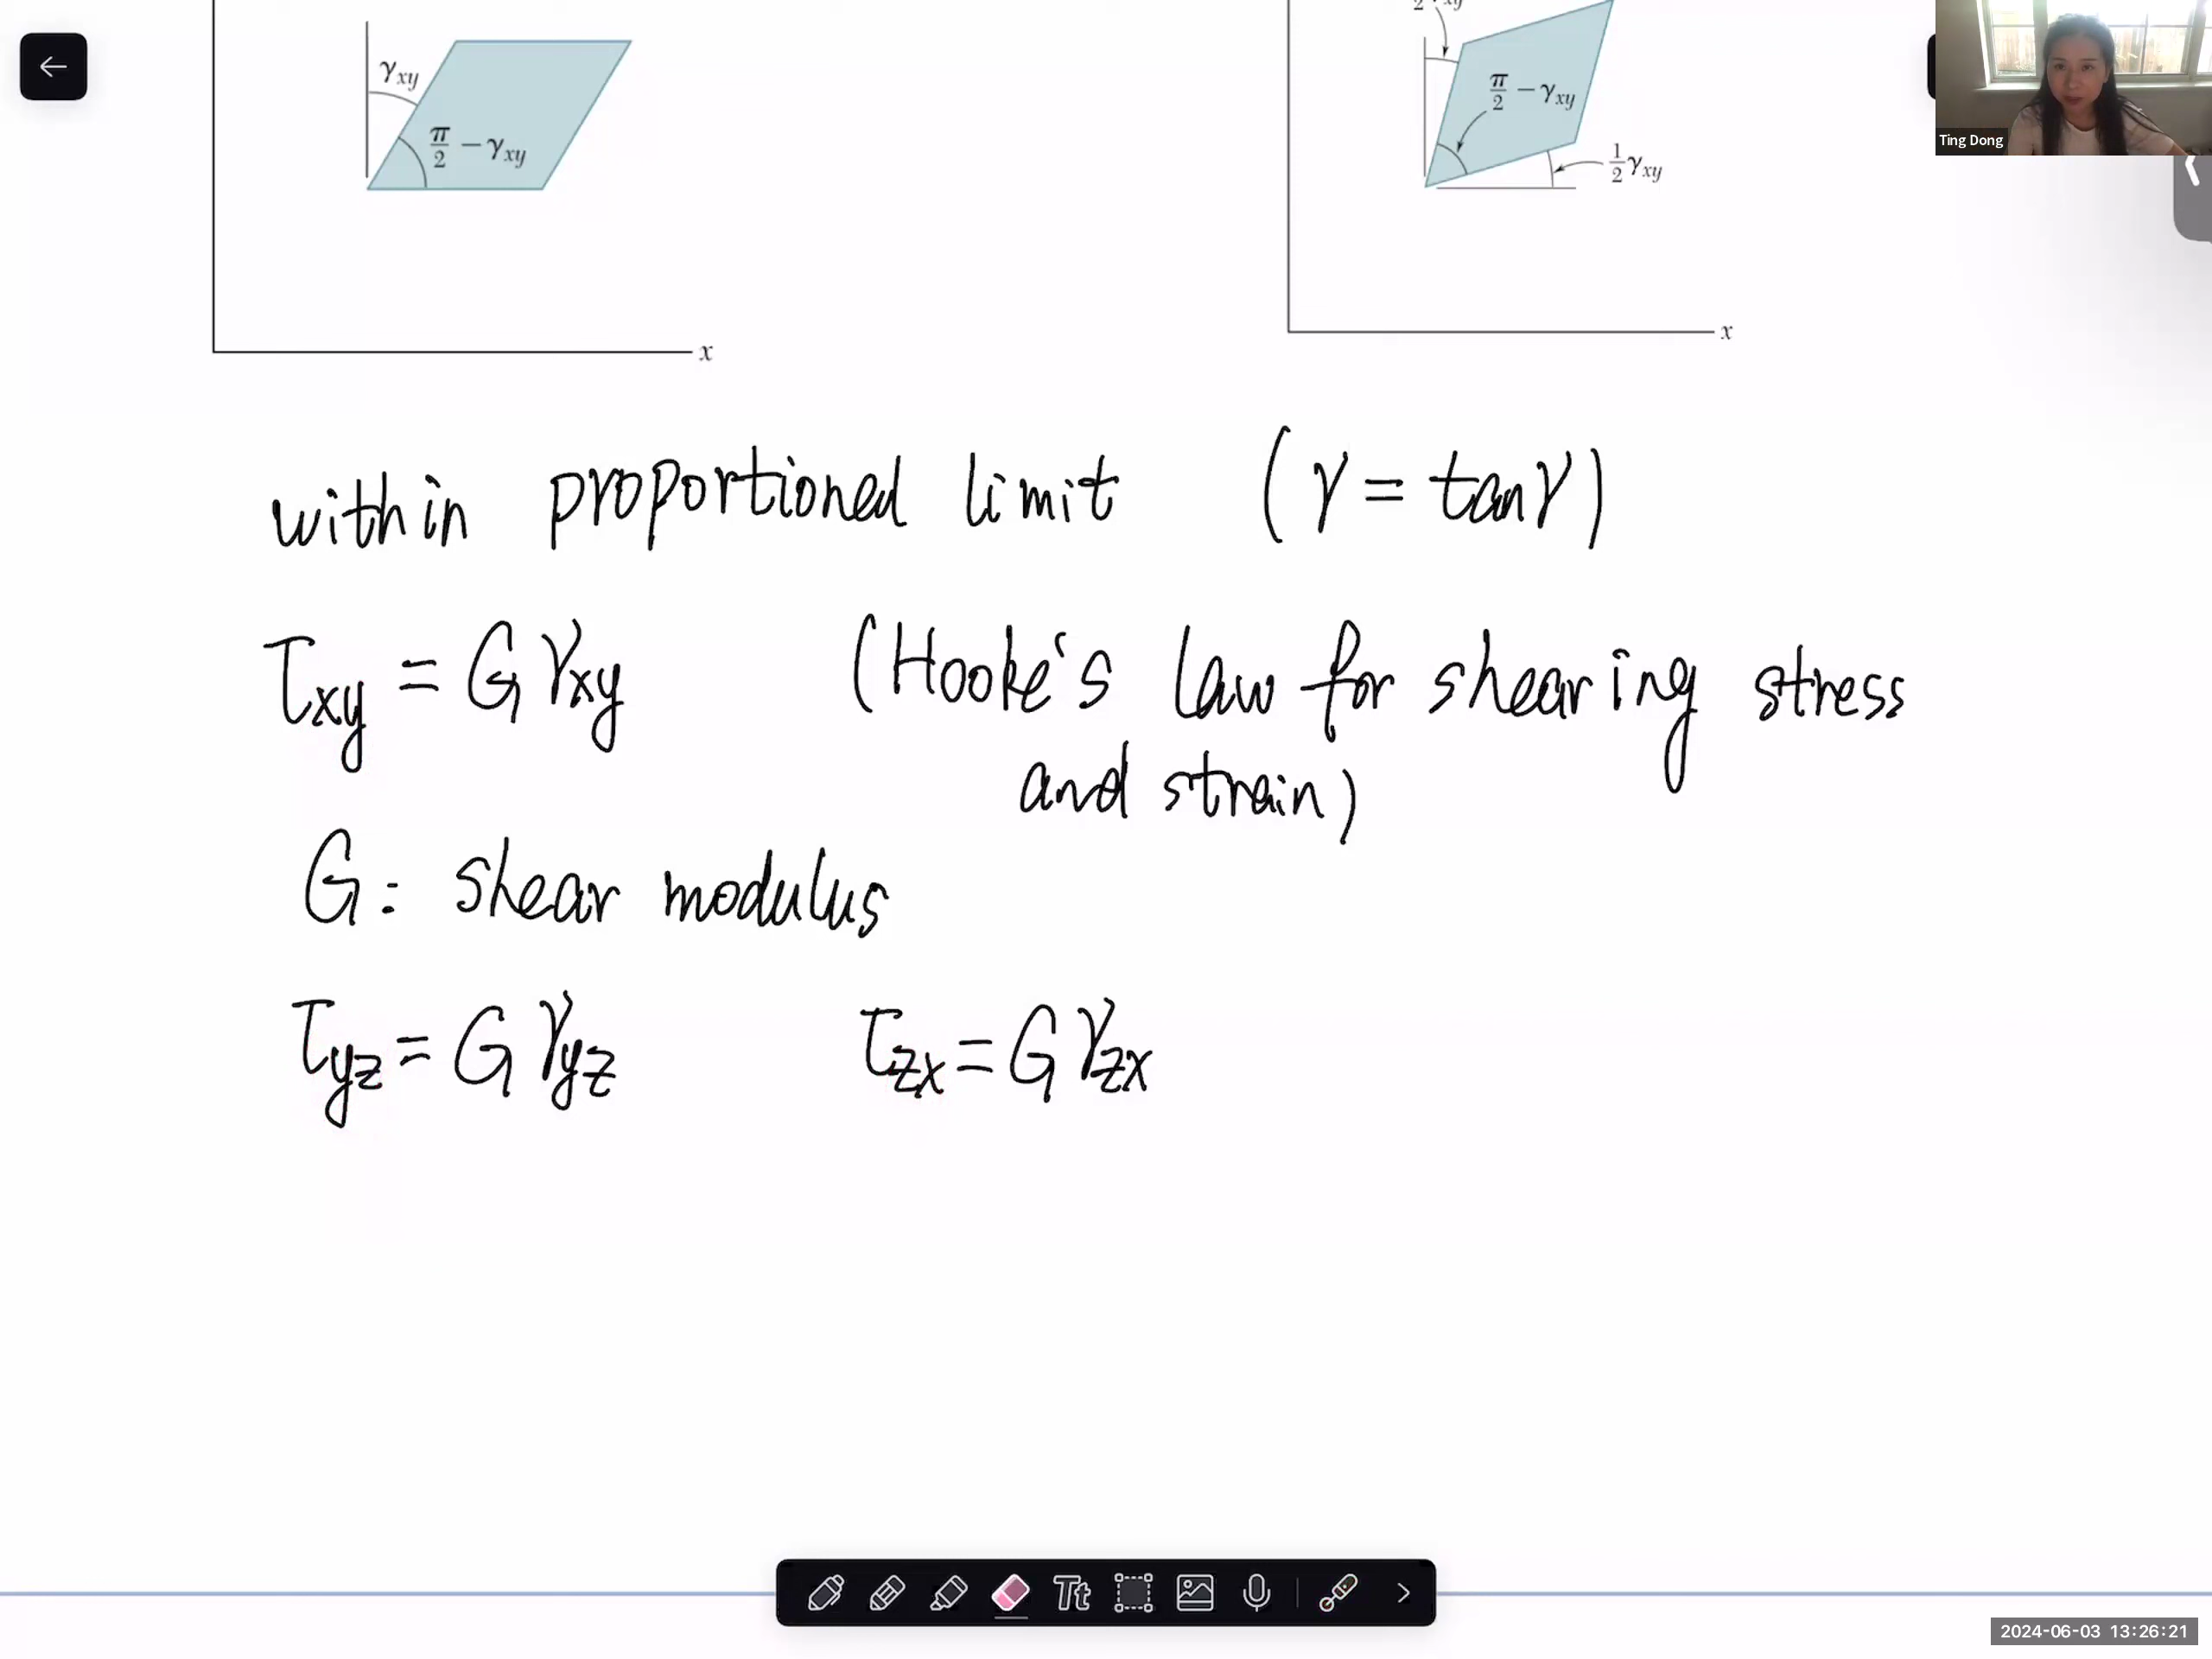 γxy
π/2 − γxy
x
π/2 − γxy
1/2 γxy
x
Ting Dong
within proportioned limit (γ = tanγ)
τxy = G γxy (Hooke's law for shearing stress
and strain)
G: shear modulus
τyz = G γyz τzx = G γzx
Tt
2024-06-03 13:26:21